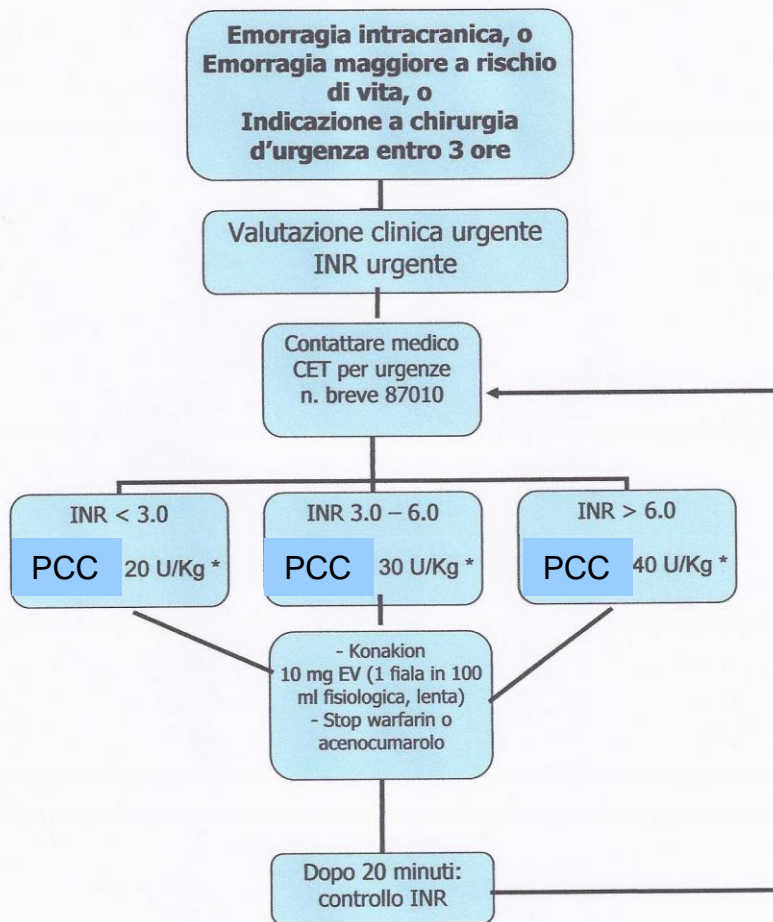 Emorragia intracranica, o
Emorragia maggiore a rischio
di vita, o
Indicazione a chirurgia
d'urgenza entro 3 ore
Valutazione clinica urgente
INR urgente
Contattare medico
CET per urgenze
n. breve 87010
INR < 3.0
PCC 20 U/Kg *
INR 3.0 – 6.0
PCC 30 U/Kg *
INR > 6.0
PCC 40 U/Kg *
- Konakion
10 mg EV (1 fiala in 100
ml fisiologica, lenta)
- Stop warfarin o
acenocumarolo
Dopo 20 minuti:
controllo INR